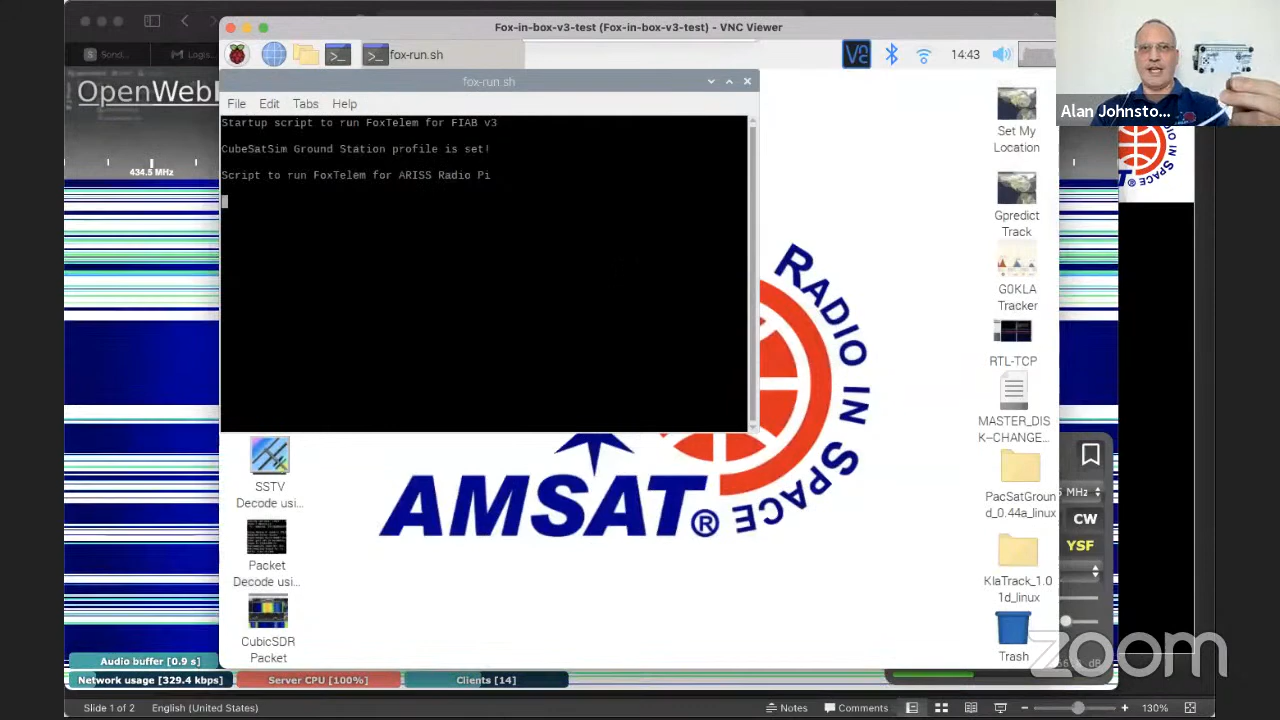 Fox-in-box-v3-test (Fox-in-box-v3-test) - VNC Viewer
Sond...
Logis...
fox-run.sh
14:43
OpenWeb
fox-run.sh
File Edit Tabs Help
Startup script to run FoxTelem for FIAB v3
CubeSatSim Ground Station profile is set!
Script to run FoxTelem for ARISS Radio Pi
434.5 MHz
Alan Johnsto...
Set My
Location
Gpredict
Track
G0KLA
Tracker
RTL-TCP
MASTER_DIS
K--CHANGE...
PacSatGroun
d_0.44a_linux
KlaTrack_1.0
1d_linux
Trash
SSTV
Decode usi...
Packet
Decode usi...
CubicSDR
Packet
RADIO IN SPACE
AMSAT®
MHz
CW
YSF
zoom
Audio buffer [0.9 s]
Network usage [329.4 kbps]
Server CPU [100%]
Clients [14]
Slide 1 of 2
English (United States)
Notes
Comments
130%